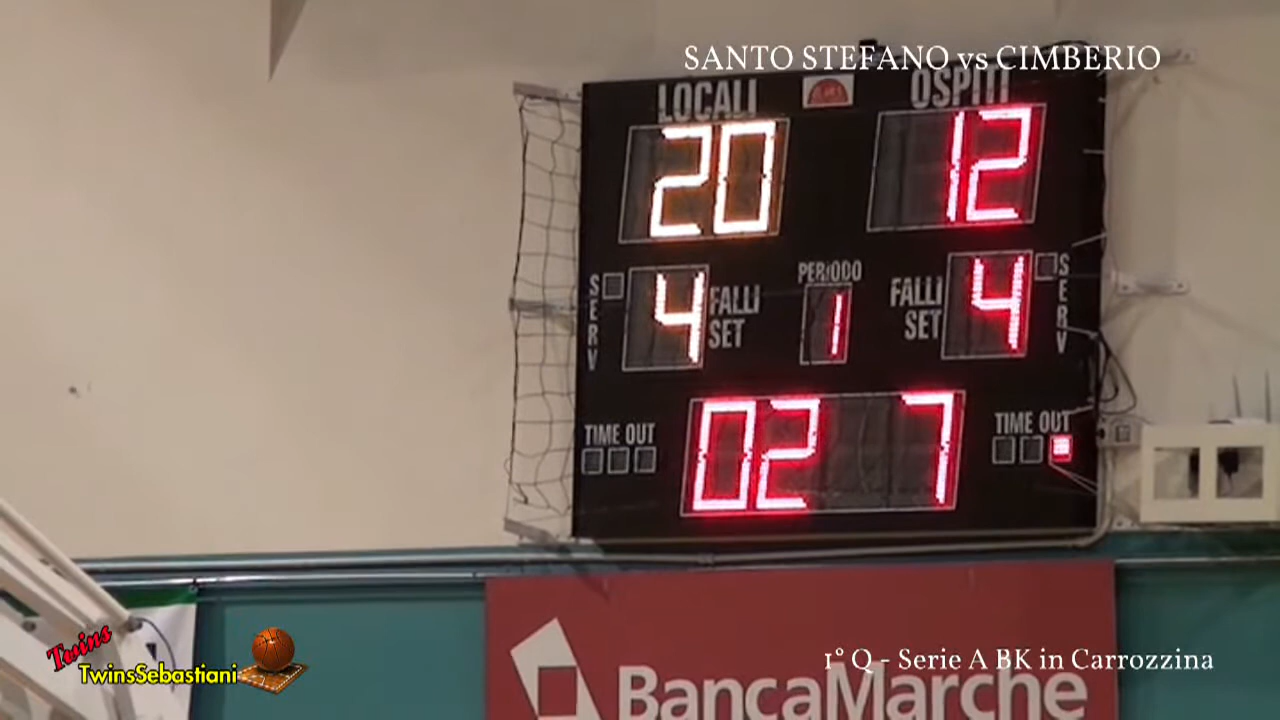 SANTO STEFANO vs CIMBERIO
LOCALI
OSPITI
20
12
SERV
4
FALLI SET
PERIODO
1
FALLI SET
4
SERV
TIME OUT
02 7
TIME OUT
Twins
TwinsSebastiani
1° Q - Serie A BK in Carrozzina
BancaMarche